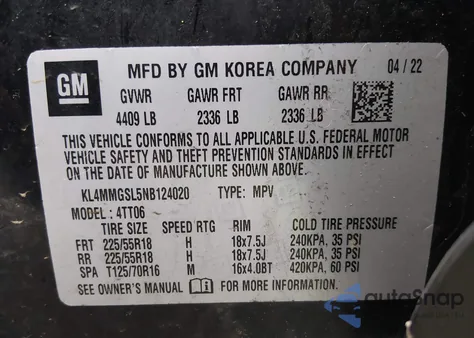 GM
MFD BY GM KOREA COMPANY 04 / 22
GVWR GAWR FRT GAWR RR
4409 LB 2336 LB 2336 LB
THIS VEHICLE CONFORMS TO ALL APPLICABLE U.S. FEDERAL MOTOR
VEHICLE SAFETY AND THEFT PREVENTION STANDARDS IN EFFECT
ON THE DATE OF MANUFACTURE SHOWN ABOVE.
KL4MMGSL5NB124020 TYPE: MPV
MODEL: 4TT06
TIRE SIZE SPEED RTG RIM COLD TIRE PRESSURE
FRT 225/55R18 H 18x7.5J 240KPA, 35 PSI
RR 225/55R18 H 18x7.5J 240KPA, 35 PSI
SPA T125/70R16 M 16x4.0BT 420KPA, 60 PSI
SEE OWNER'S MANUAL FOR MORE INFORMATION.
autoSnap